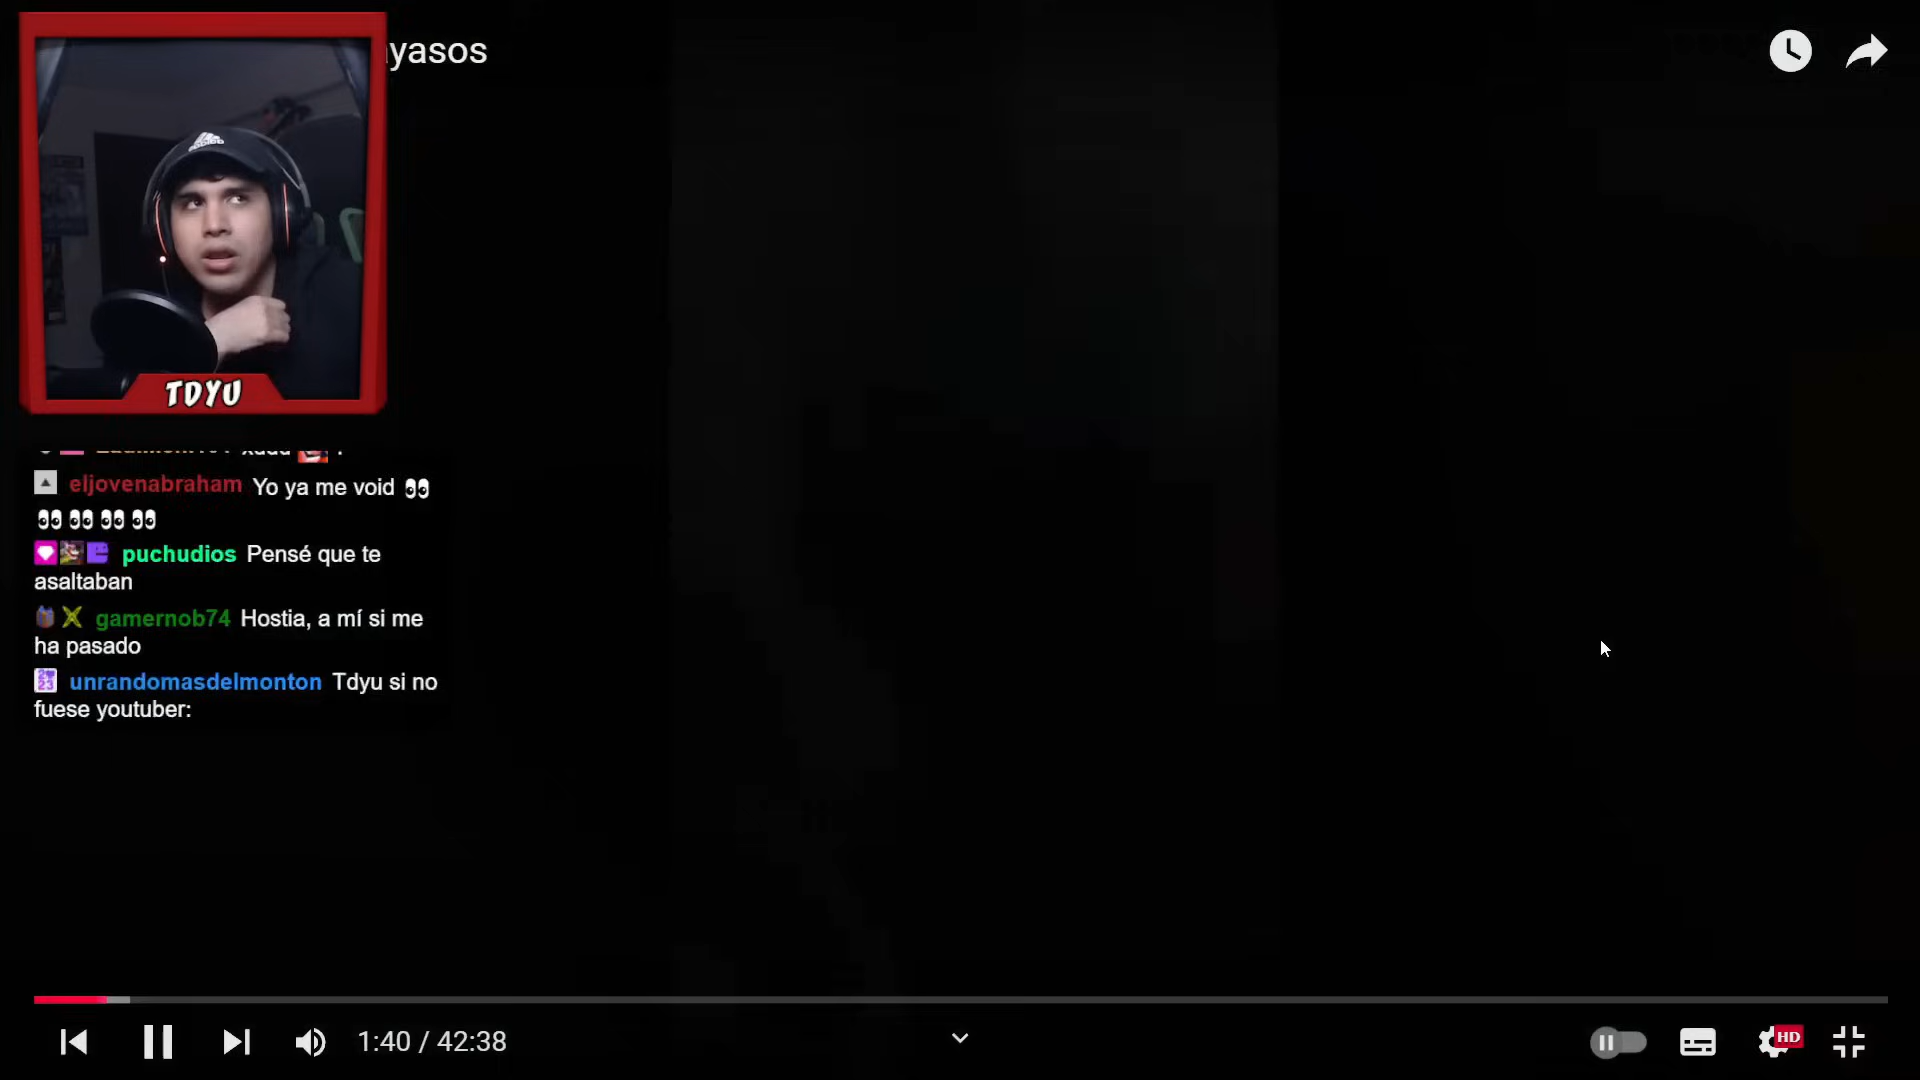 ayasos
TDYU
eljovenabraham Yo ya me void 👀
👀 👀 👀 👀
puchudios Pensé que te
asaltaban
gamernob74 Hostia, a mí si me
ha pasado
unrandomasdelmonton Tdyu si no
fuese youtuber:
1:40 / 42:38
HD